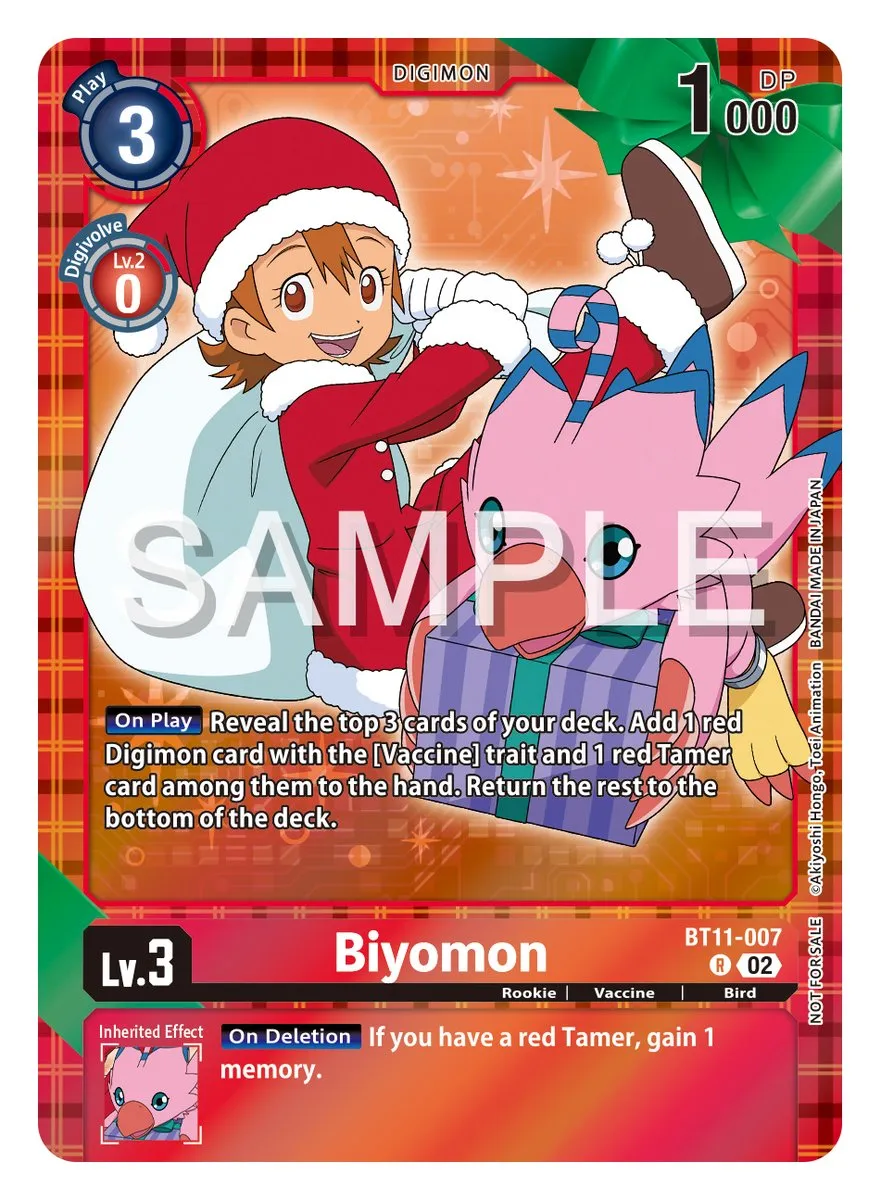 DIGIMON
Play
3
DP
1000
Digivolve
Lv.2
0
SAMPLE
On Play Reveal the top 3 cards of your deck. Add 1 red
Digimon card with the [Vaccine] trait and 1 red Tamer
card among them to the hand. Return the rest to the
bottom of the deck.
©Akiyoshi Hongo, Toei Animation BANDAI MADE IN JAPAN
NOT FOR SALE
Lv.3
Biyomon
BT11-007
R 02
Rookie | Vaccine | Bird
Inherited Effect
On Deletion If you have a red Tamer, gain 1
memory.